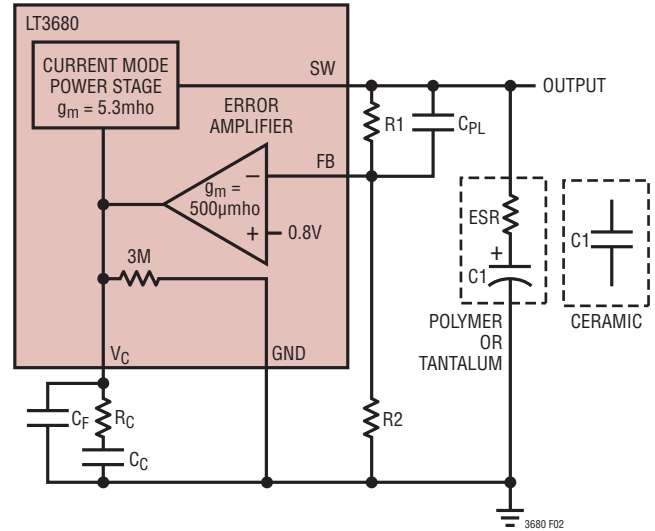 LT3680
CURRENT MODE
POWER STAGE
gm = 5.3mho
SW
OUTPUT
ERROR
AMPLIFIER
R1
CPL
FB
–
gm =
500µmho
+
0.8V
ESR
+
C1
C1
3M
POLYMER
OR
TANTALUM
CERAMIC
VC
GND
CF
RC
CC
R2
3680 F02